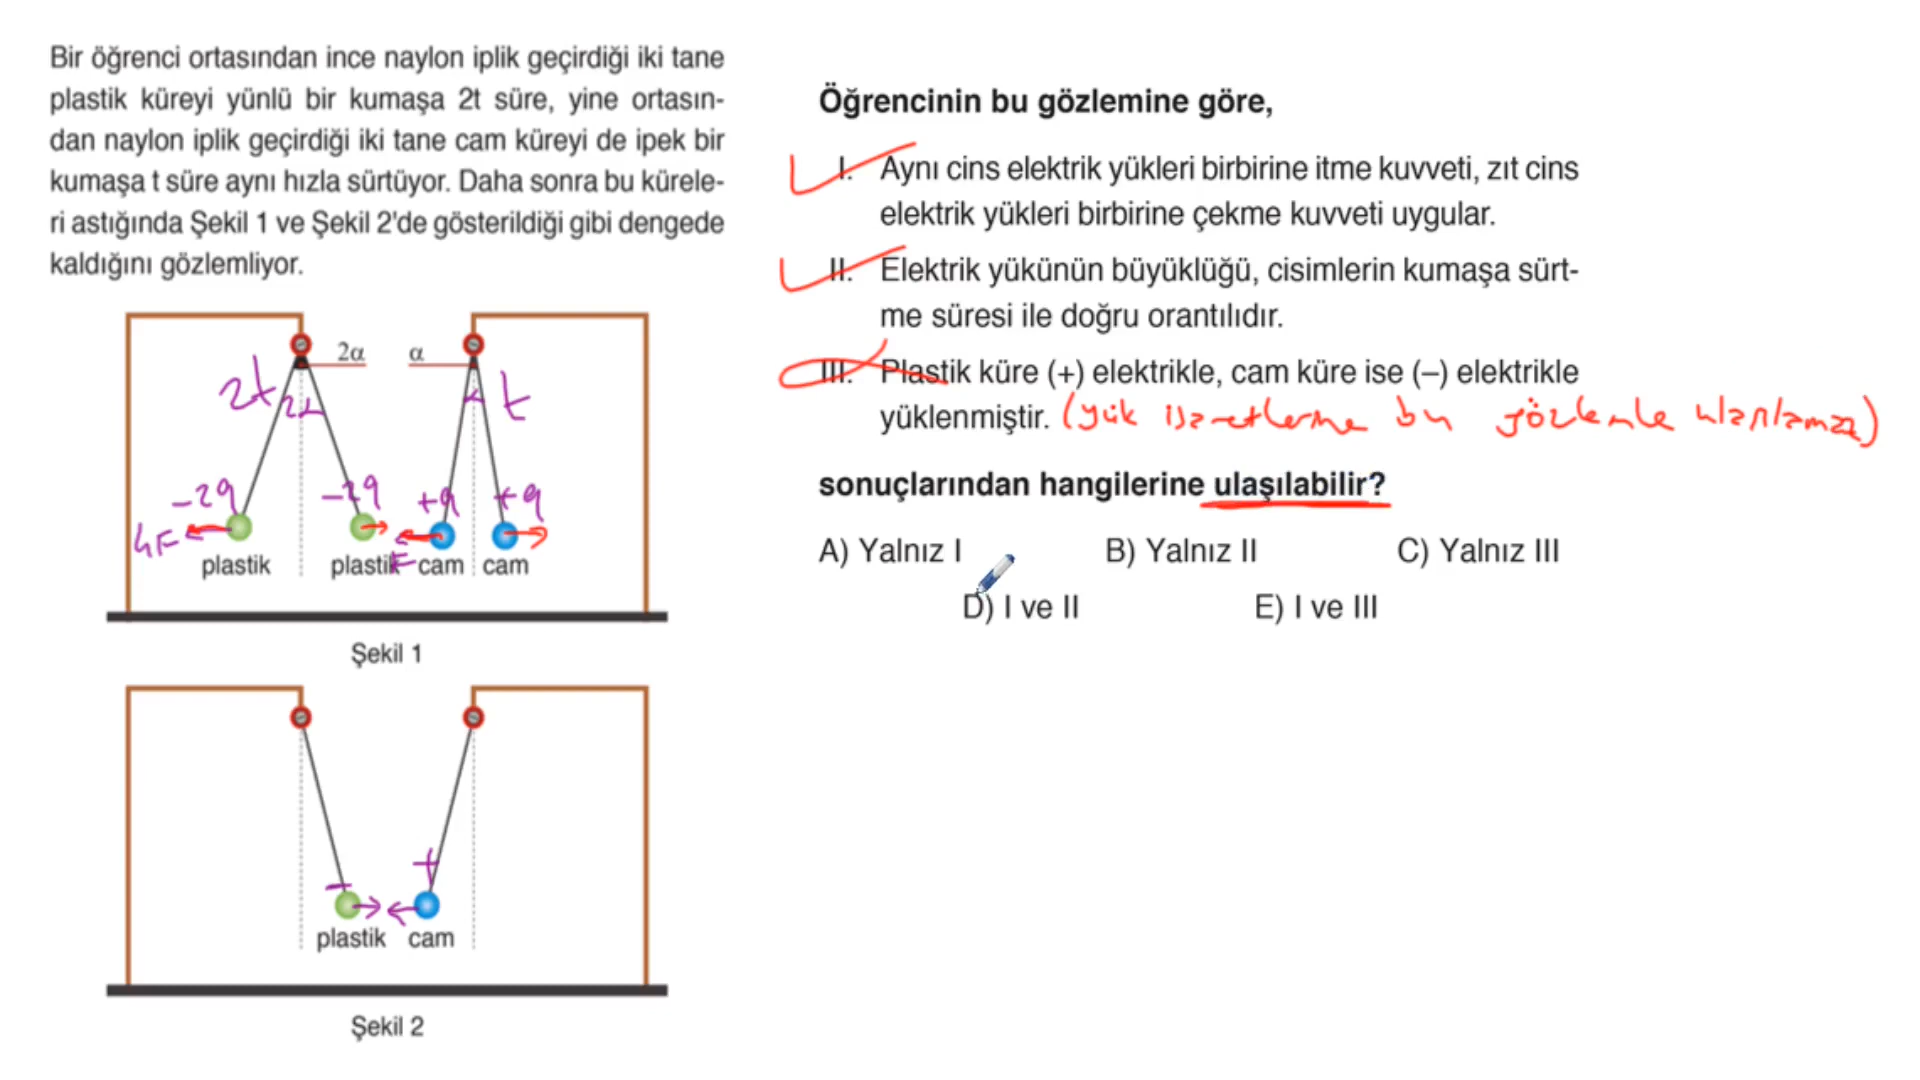 Bir öğrenci ortasından ince naylon iplik geçirdiği iki tane
plastik küreyi yünlü bir kumaşa 2t süre, yine ortasın-
dan naylon iplik geçirdiği iki tane cam küreyi de ipek bir
kumaşa t süre aynı hızla sürtüyor. Daha sonra bu kürele-
ri astığında Şekil 1 ve Şekil 2'de gösterildiği gibi dengede
kaldığını gözlemliyor.
2α α
2t 2α t
-2q -2q +q +q
4F F
plastik plastik cam cam
Şekil 1
- +
plastik cam
Şekil 2
Öğrencinin bu gözlemine göre,
I. Aynı cins elektrik yükleri birbirine itme kuvveti, zıt cins
elektrik yükleri birbirine çekme kuvveti uygular.
II. Elektrik yükünün büyüklüğü, cisimlerin kumaşa sürt-
me süresi ile doğru orantılıdır.
III. Plastik küre (+) elektrikle, cam küre ise (–) elektrikle
yüklenmiştir. (yük işaretlerine bu gözlemle ulaşılamaz)
sonuçlarından hangilerine ulaşılabilir?
A) Yalnız I B) Yalnız II C) Yalnız III
D) I ve II E) I ve III